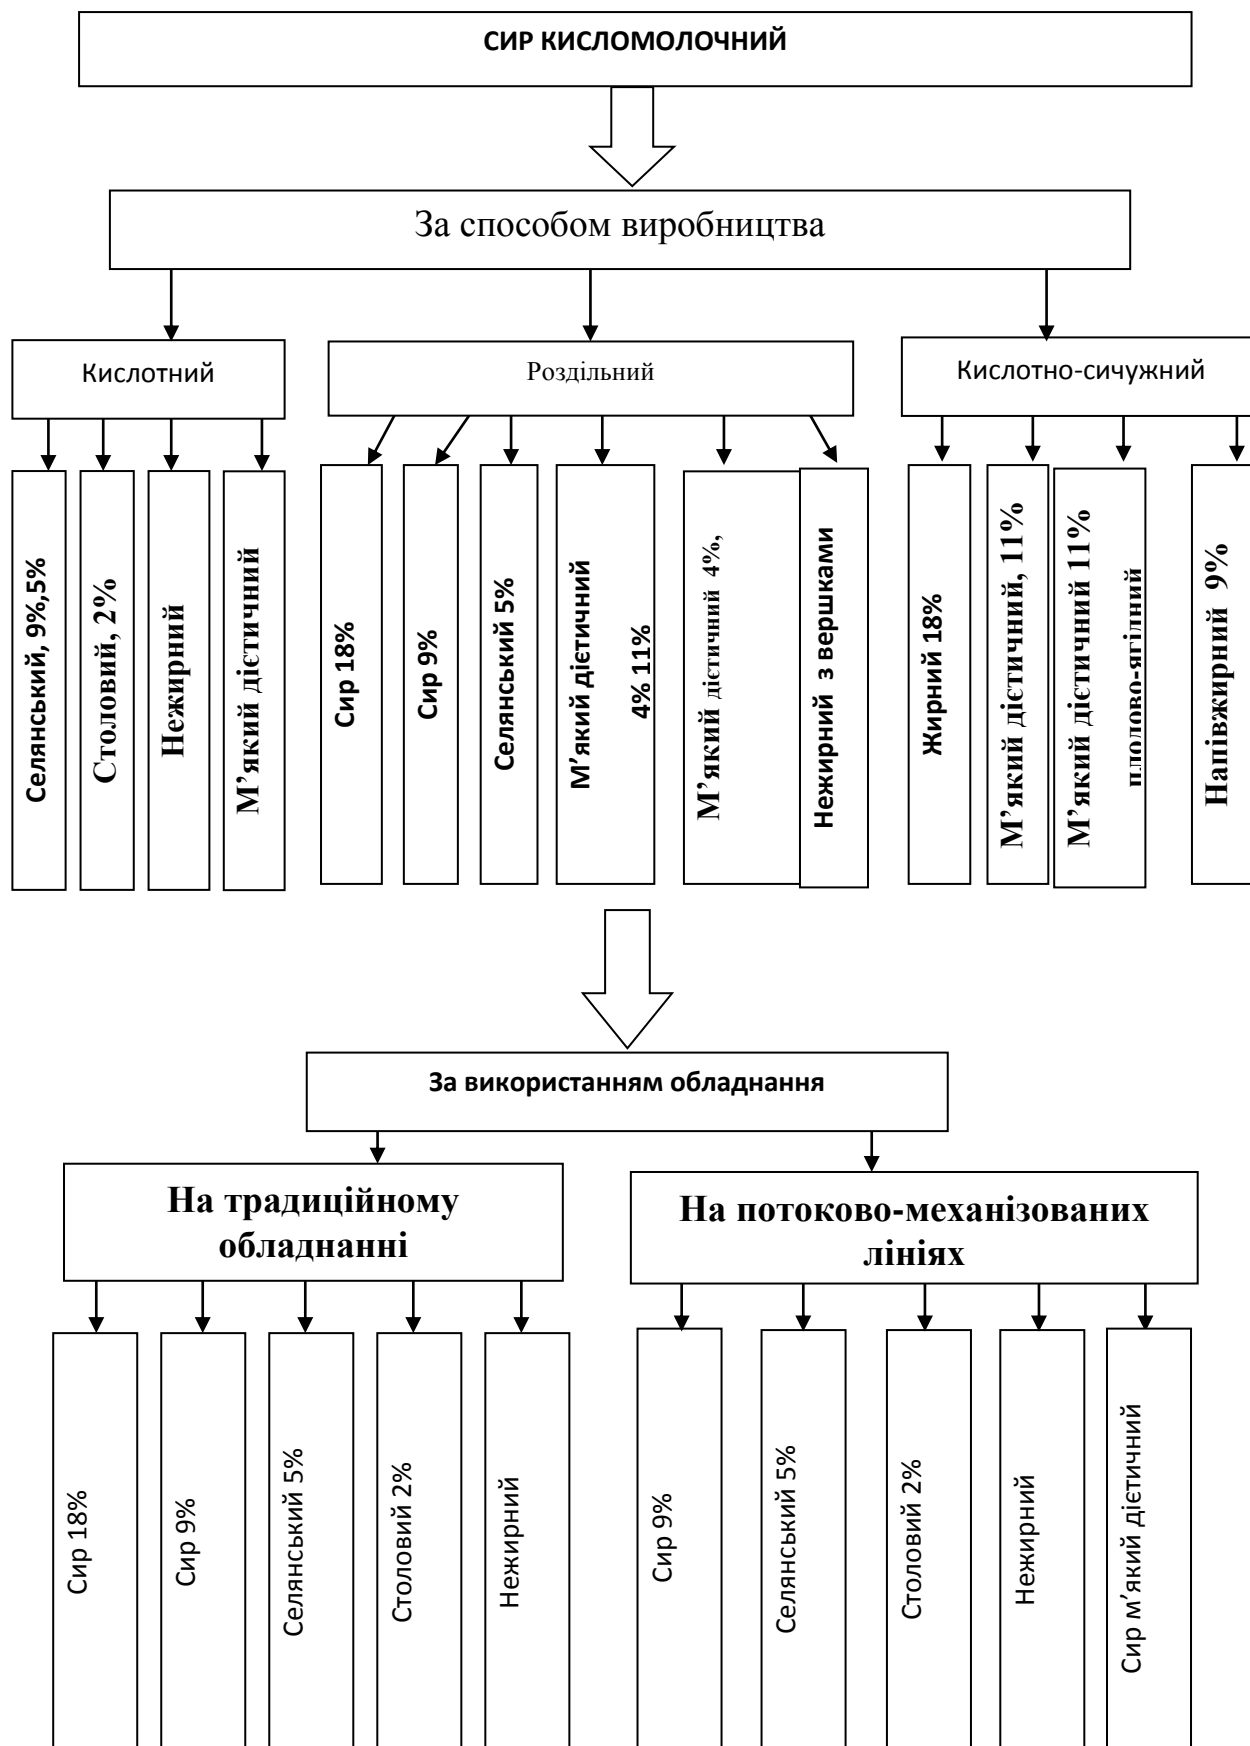 СИР КИСЛОМОЛОЧНИЙ
За способом виробництва
Кислотний
Роздільний
Кислотно-сичужний
Селянський, 9%,5%
Столовий, 2%
Нежирний
М’який дієтичний
Сир 18%
Сир 9%
Селянський 5%
М’який дієтичний
4% 11%
М’який дієтичний 4%,
Нежирний з вершками
Жирний 18%
М’який дієтичний, 11%
М’який дієтичний 11%
плодово-ягідний
Напівжирний 9%
За використанням обладнання
На традиційному
обладнанні
На потоково-механізованих
лініях
Сир 18%
Сир 9%
Селянський 5%
Столовий 2%
Нежирний
Сир 9%
Селянський 5%
Столовий 2%
Нежирний
Сир м’який дієтичний